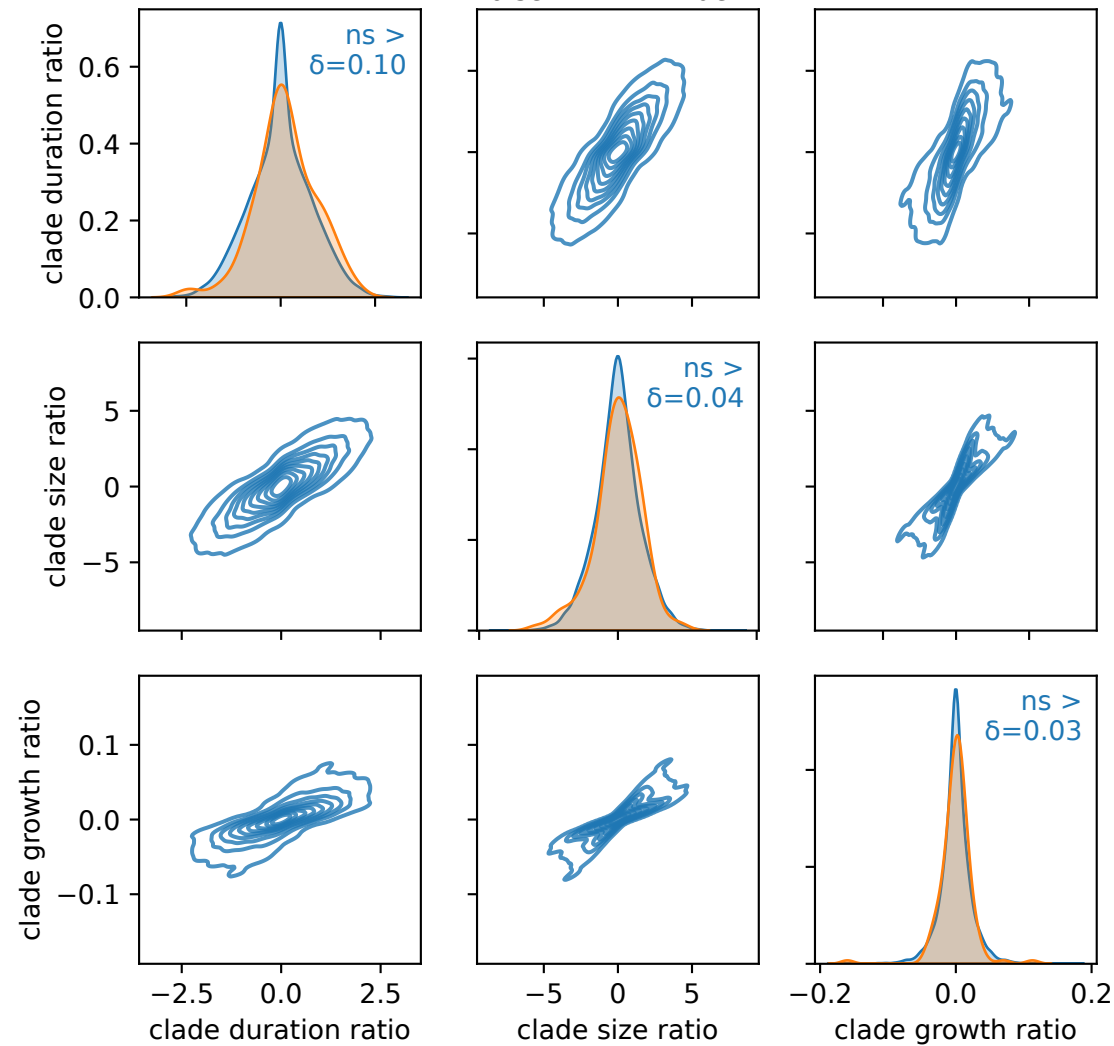 clade duration ratio
0.6
0.4
0.2
0.0
ns >
δ=0.10
clade size ratio
5
0
−5
ns >
δ=0.04
clade growth ratio
0.1
0.0
−0.1
ns >
δ=0.03
−2.5 0.0 2.5
−5 0 5
−0.2 0.0 0.2
clade duration ratio
clade size ratio
clade growth ratio